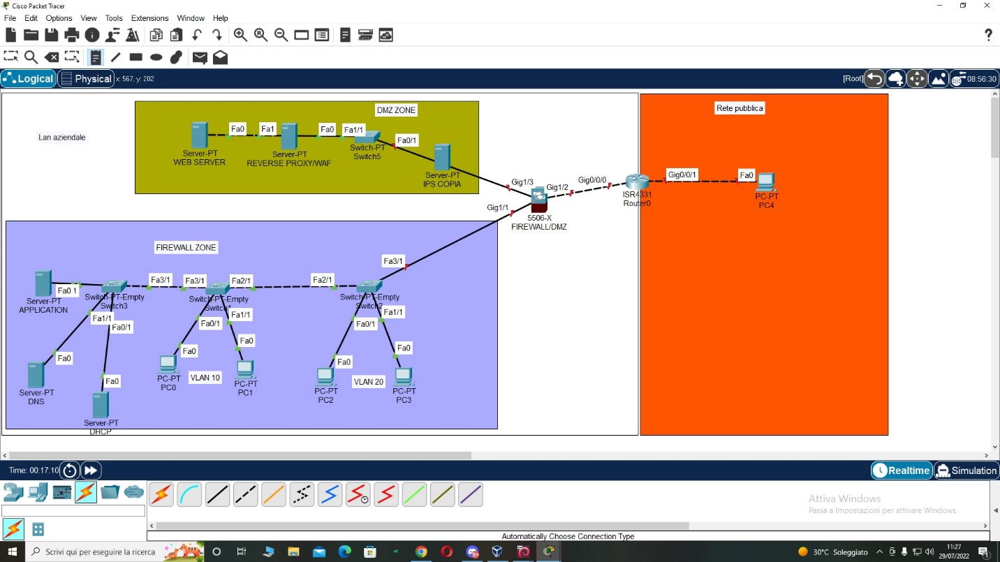 Cisco Packet Tracer
File Edit Options View Tools Extensions Window Help
Logical Physical x: 567, y: 202 [Root] 08:56:30
DMZ ZONE
Rete pubblica
Lan aziendale
Fa0 Fa1 Fa0 Fa1/1
Fa0/1
Server-PT
WEB SERVER
Server-PT
REVERSE PROXY/WAF
Switch-PT
Switch5
Server-PT
IPS COPIA
Gig1/3
Gig1/2
Gig0/0/0
Gig0/0/1
Fa0
ISR4331
Router0
PC-PT
PC4
Gig1/1
5506-X
FIREWALL/DMZ
FIREWALL ZONE
Fa3/1
Fa0 1
Fa3/1 Fa3/1 Fa2/1 Fa2/1
Server-PT
APPLICATION
Switch-PT-Empty
Switch3
Switch-PT-Empty
Switch1
Switch-PT-Empty
Switch2
Fa1/1
Fa0/1
Fa0/1
Fa1/1
Fa0/1
Fa1/1
Fa0
Fa0
Fa0
Fa0
Fa0
Fa0
Server-PT
DNS
Server-PT
DHCP
PC-PT
PC0
VLAN 10
PC-PT
PC1
PC-PT
PC2
VLAN 20
PC-PT
PC3
Time: 00:17:10 Realtime Simulation
Attiva Windows
Passa a Impostazioni per attivare Windows.
Automatically Choose Connection Type
Scrivi qui per eseguire la ricerca 30°C Soleggiato 11:27
29/07/2022